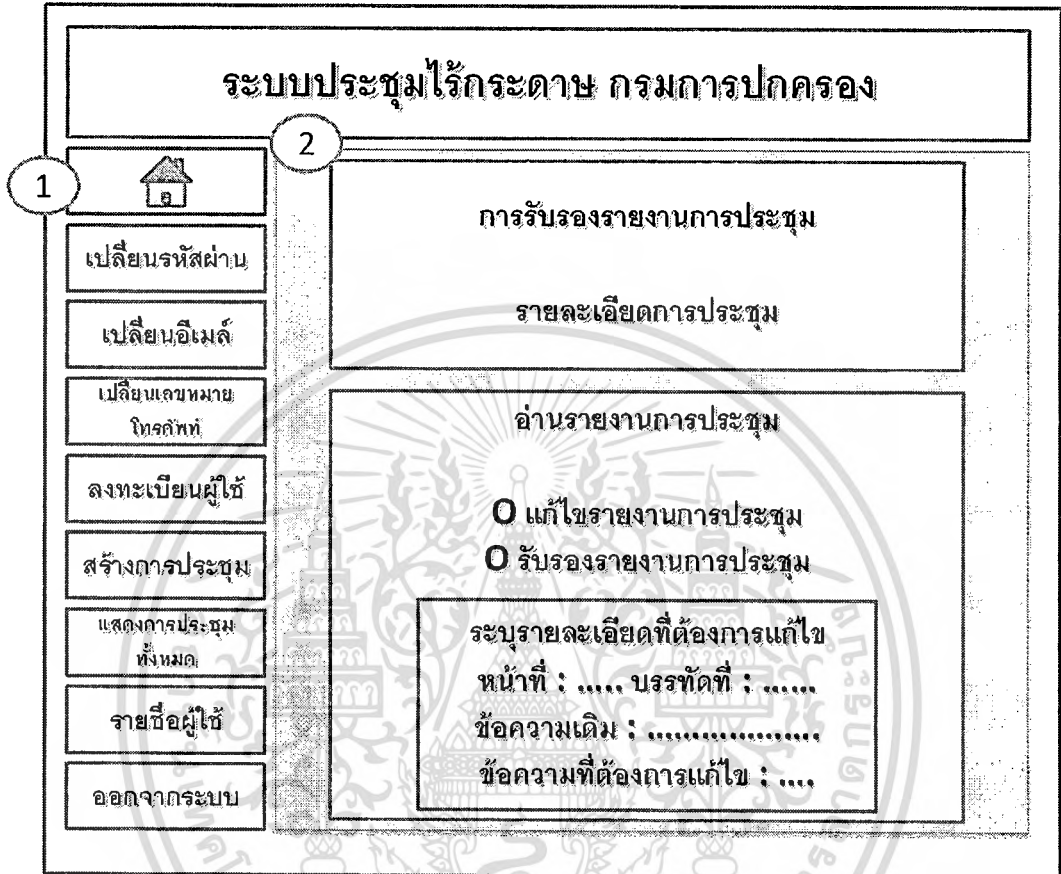 ระบบประชุมไร้กระดาษ กรมการปกครอง
1
2
เปลี่ยนรหัสผ่าน
เปลี่ยนอีเมล์
เปลี่ยนเลขหมาย
โทรศัพท์
ลงทะเบียนผู้ใช้
สร้างการประชุม
แสดงการประชุม
ทั้งหมด
รายชื่อผู้ใช้
ออกจากระบบ
การรับรองรายงานการประชุม
รายละเอียดการประชุม
อ่านรายงานการประชุม
O แก้ไขรายงานการประชุม
O รับรองรายงานการประชุม
ระบุรายละเอียดที่ต้องการแก้ไข
หน้าที่ : ..... บรรทัดที่ : ......
ข้อความเดิม : ...................
ข้อความที่ต้องการแก้ไข : ....